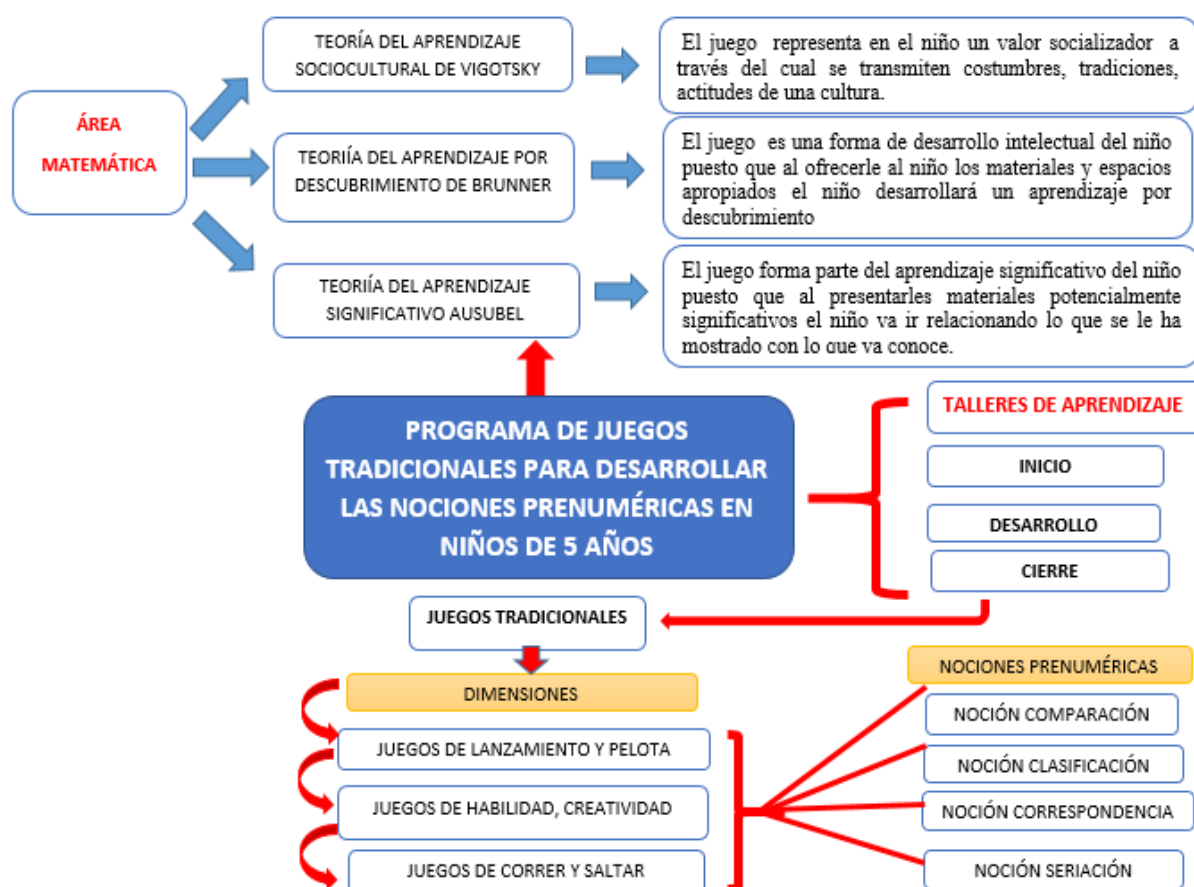 TEORÍA DEL APRENDIZAJE
SOCIOCULTURAL DE VIGOTSKY
El juego representa en el niño un valor socializador a
través del cual se transmiten costumbres, tradiciones,
actitudes de una cultura.
ÁREA
MATEMÁTICA
TEORIÍA DEL APRENDIZAJE POR
DESCUBRIMIENTO DE BRUNNER
El juego es una forma de desarrollo intelectual del niño
puesto que al ofrecerle al niño los materiales y espacios
apropiados el niño desarrollará un aprendizaje por
descubrimiento
TEORIÍA DEL APRENDIZAJE
SIGNIFICATIVO AUSUBEL
El juego forma parte del aprendizaje significativo del niño
puesto que al presentarles materiales potencialmente
significativos el niño va ir relacionando lo que se le ha
mostrado con lo que ya conoce.
PROGRAMA DE JUEGOS
TRADICIONALES PARA DESARROLLAR
LAS NOCIONES PRENUMÉRICAS EN
NIÑOS DE 5 AÑOS
TALLERES DE APRENDIZAJE
INICIO
DESARROLLO
CIERRE
JUEGOS TRADICIONALES
DIMENSIONES
JUEGOS DE LANZAMIENTO Y PELOTA
JUEGOS DE HABILIDAD, CREATIVIDAD
JUEGOS DE CORRER Y SALTAR
NOCIONES PRENUMÉRICAS
NOCIÓN COMPARACIÓN
NOCIÓN CLASIFICACIÓN
NOCIÓN CORRESPONDENCIA
NOCIÓN SERIACIÓN